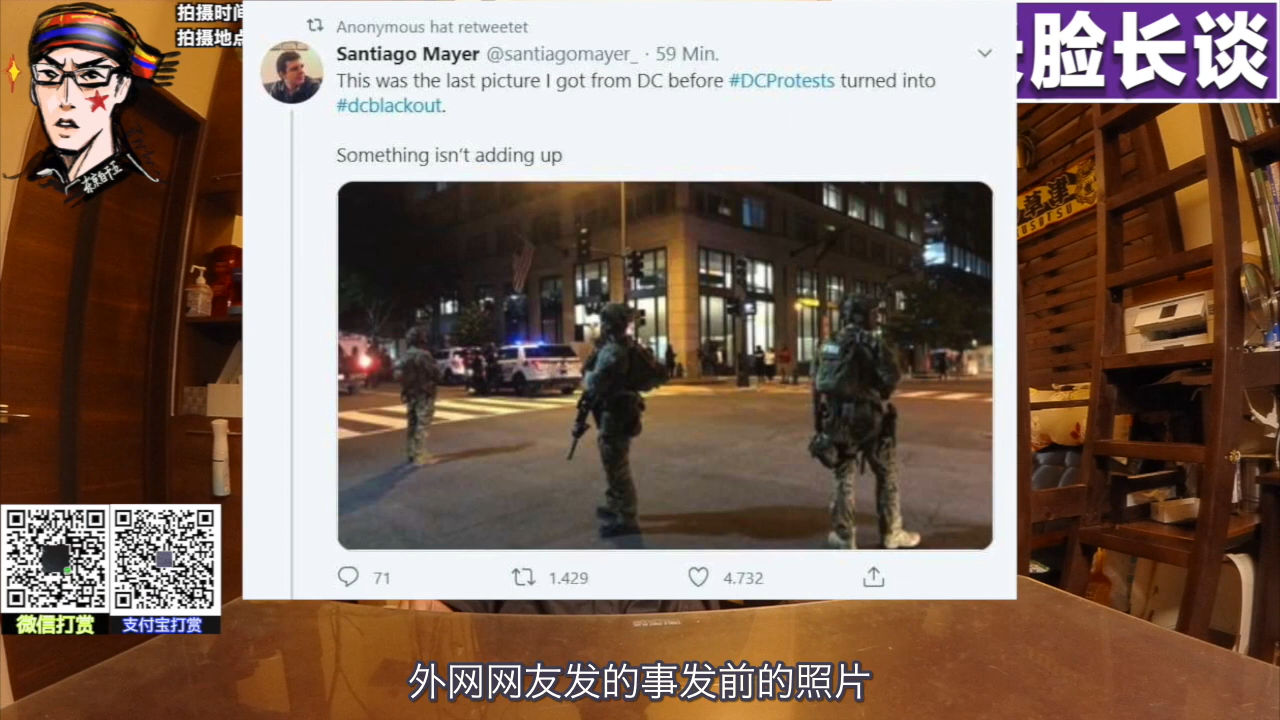 拍摄时间
拍摄地点
Anonymous hat retweetet
Santiago Mayer @santiagomayer_ · 59 Min.
This was the last picture I got from DC before #DCProtests turned into
#dcblackout.
Something isn't adding up
71 1.429 4.732
脸长谈
微信打赏 支付宝打赏
外网网友发的事发前的照片